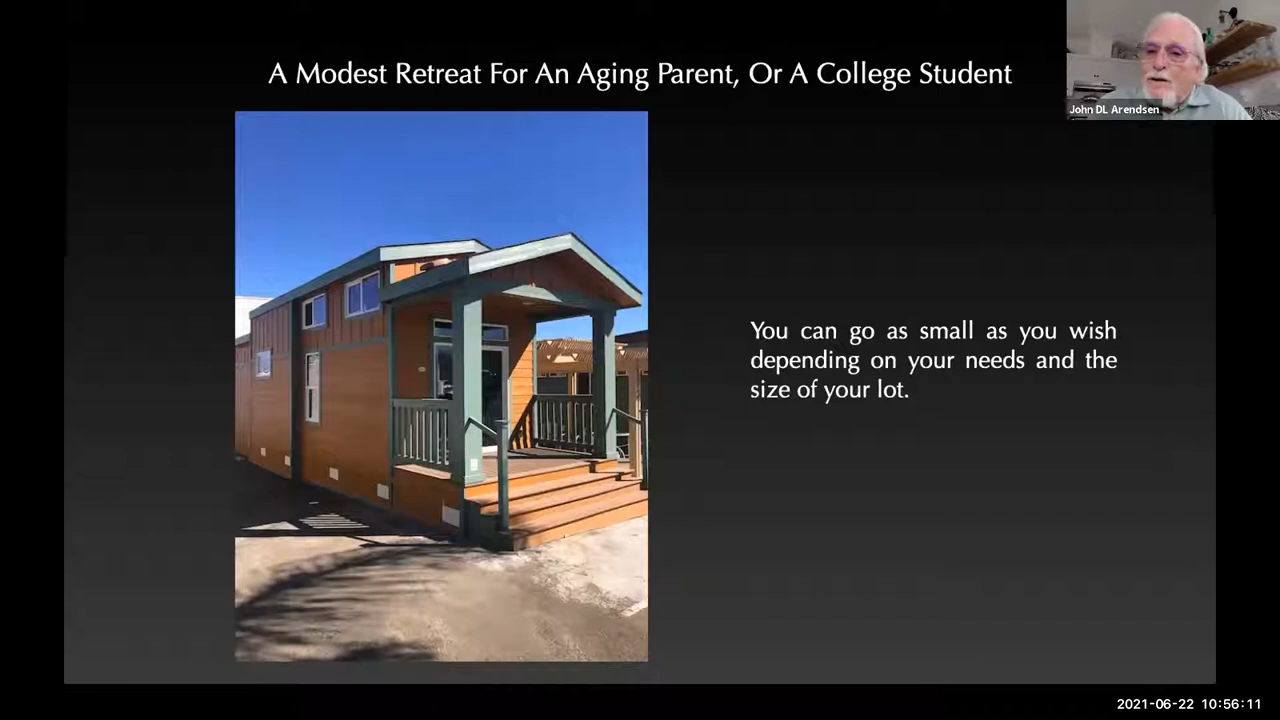 A Modest Retreat For An Aging Parent, Or A College Student
John DL Arendsen
You can go as small as you wish
depending on your needs and the
size of your lot.
2021-06-22 10:56:11